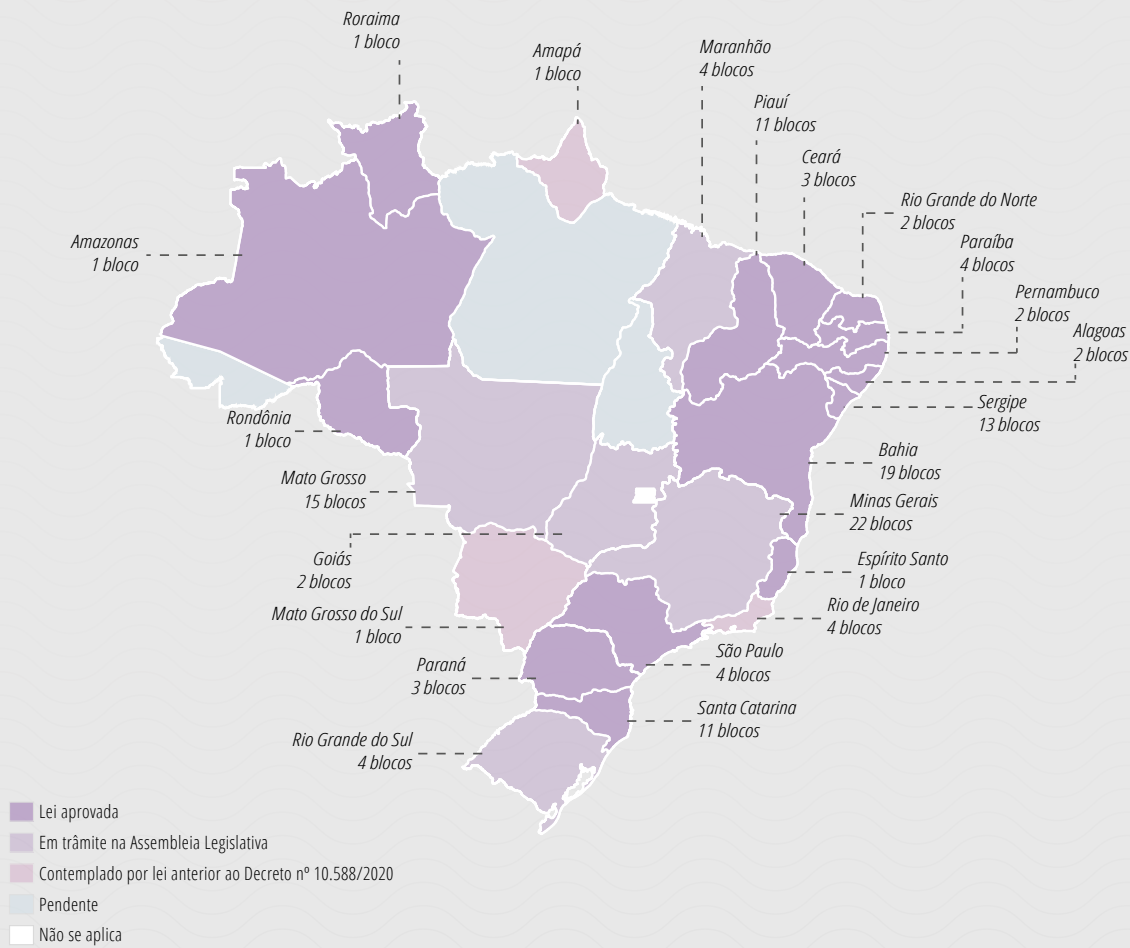 Roraima
1 bloco
Amapá
1 bloco
Maranhão
4 blocos
Piauí
11 blocos
Ceará
3 blocos
Rio Grande do Norte
2 blocos
Paraíba
4 blocos
Pernambuco
2 blocos
Alagoas
2 blocos
Sergipe
13 blocos
Amazonas
1 bloco
Rondônia
1 bloco
Bahia
19 blocos
Mato Grosso
15 blocos
Minas Gerais
22 blocos
Goiás
2 blocos
Espírito Santo
1 bloco
Mato Grosso do Sul
1 bloco
Rio de Janeiro
4 blocos
São Paulo
4 blocos
Paraná
3 blocos
Santa Catarina
11 blocos
Rio Grande do Sul
4 blocos
Lei aprovada
Em trâmite na Assembleia Legislativa
Contemplado por lei anterior ao Decreto nº 10.588/2020
Pendente
Não se aplica